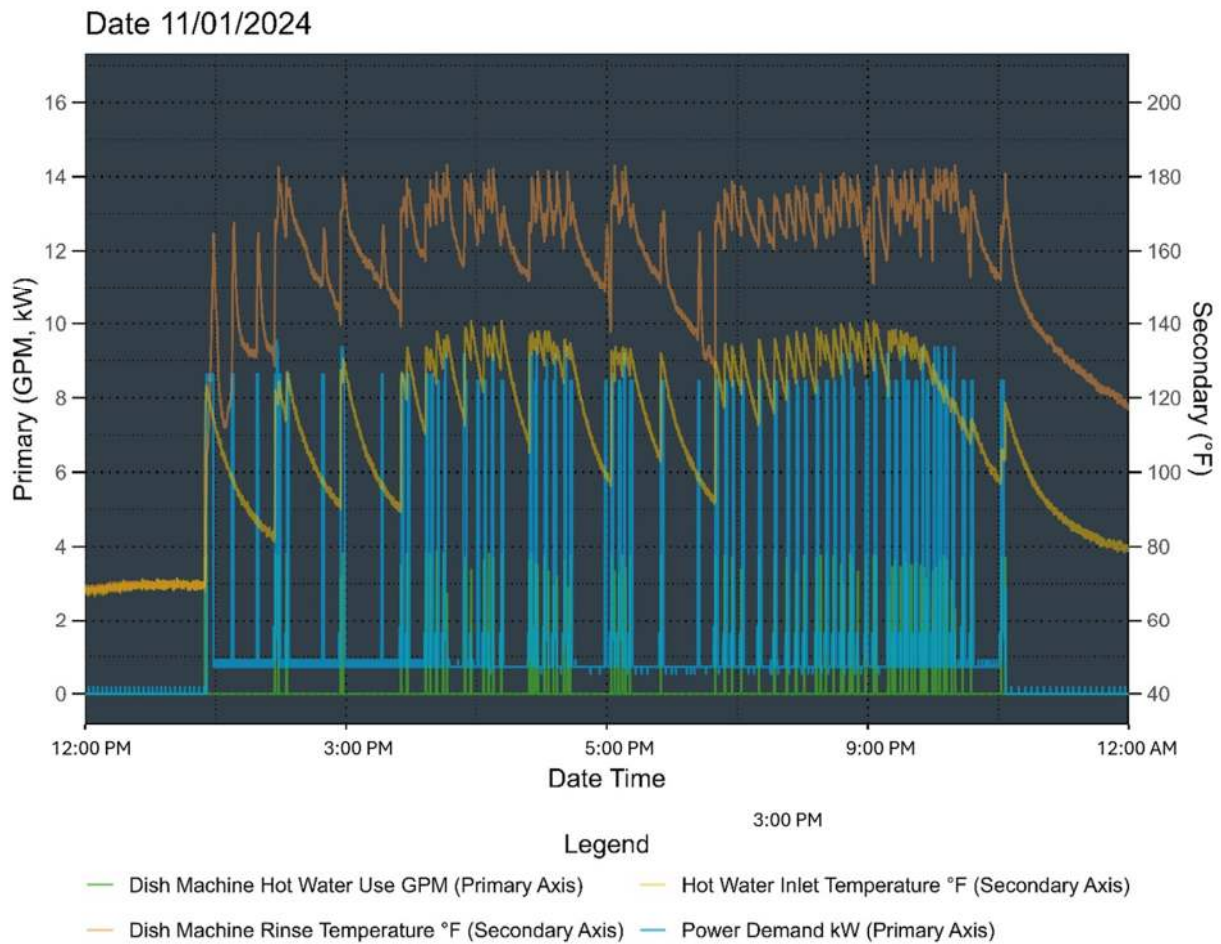 Date 11/01/2024
16
14
12
10
8
6
4
2
0
Primary (GPM, kW)
200
180
160
140
120
100
80
60
40
Secondary (°F)
12:00 PM 3:00 PM 5:00 PM 9:00 PM 12:00 AM
Date Time
3:00 PM
Legend
Dish Machine Hot Water Use GPM (Primary Axis) Hot Water Inlet Temperature °F (Secondary Axis)
Dish Machine Rinse Temperature °F (Secondary Axis) Power Demand kW (Primary Axis)